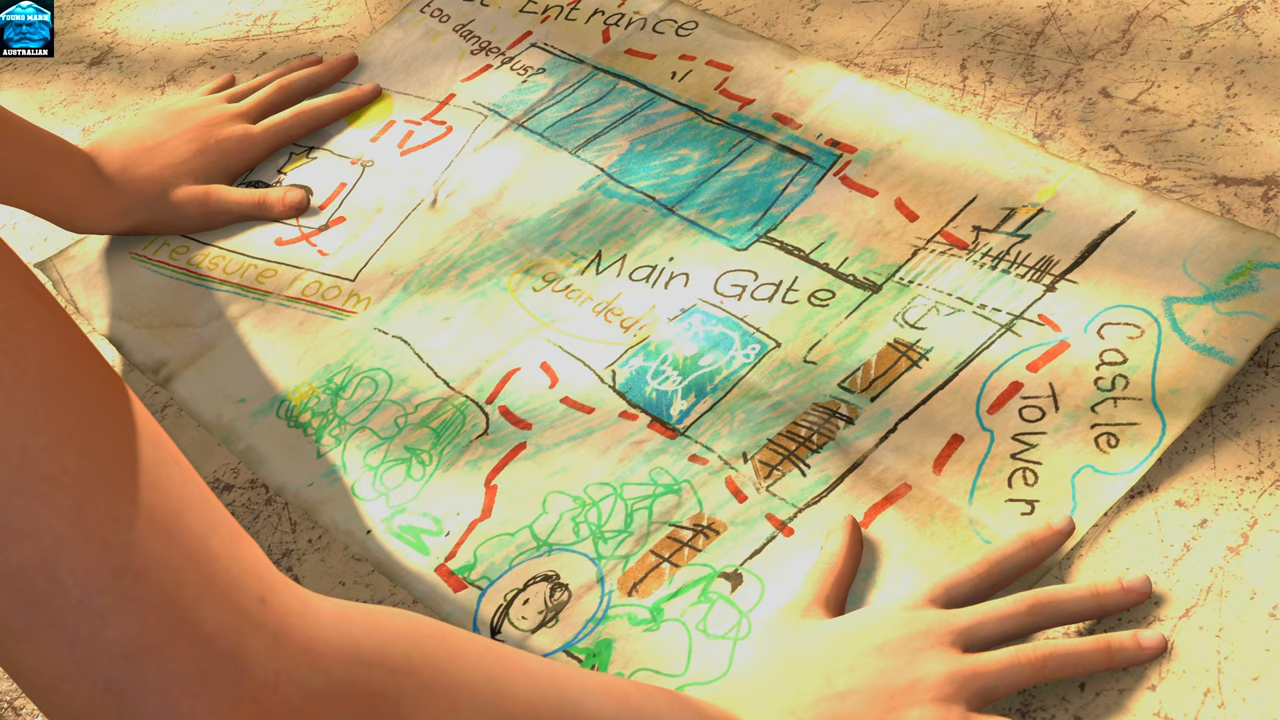 YOUNG MARK
AUSTRALIAN
Entrance
too dangerous?
Treasure room
Main Gate
guarded!
Castle
Tower